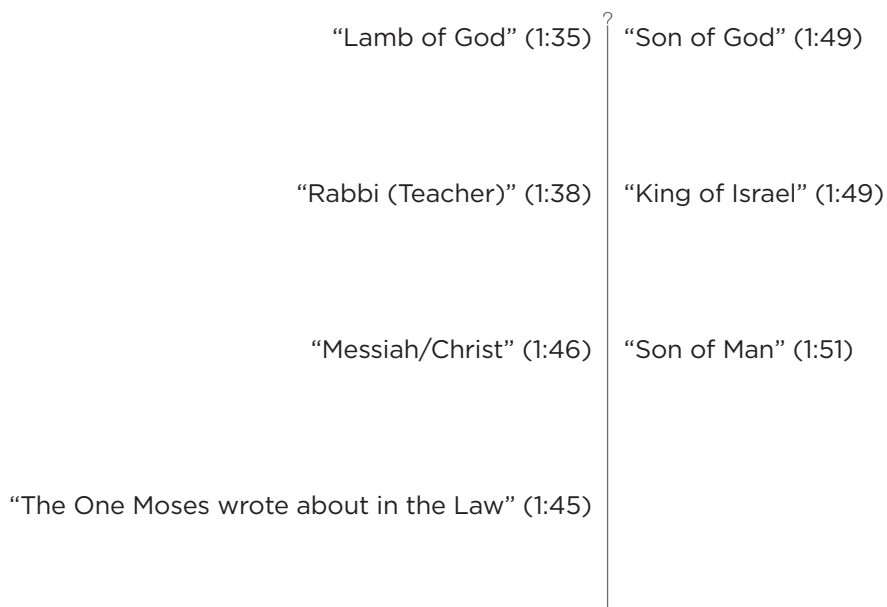 ?
“Lamb of God” (1:35)
“Rabbi (Teacher)” (1:38)
“Messiah/Christ” (1:46)
“The One Moses wrote about in the Law” (1:45)
“Son of God” (1:49)
“King of Israel” (1:49)
“Son of Man” (1:51)